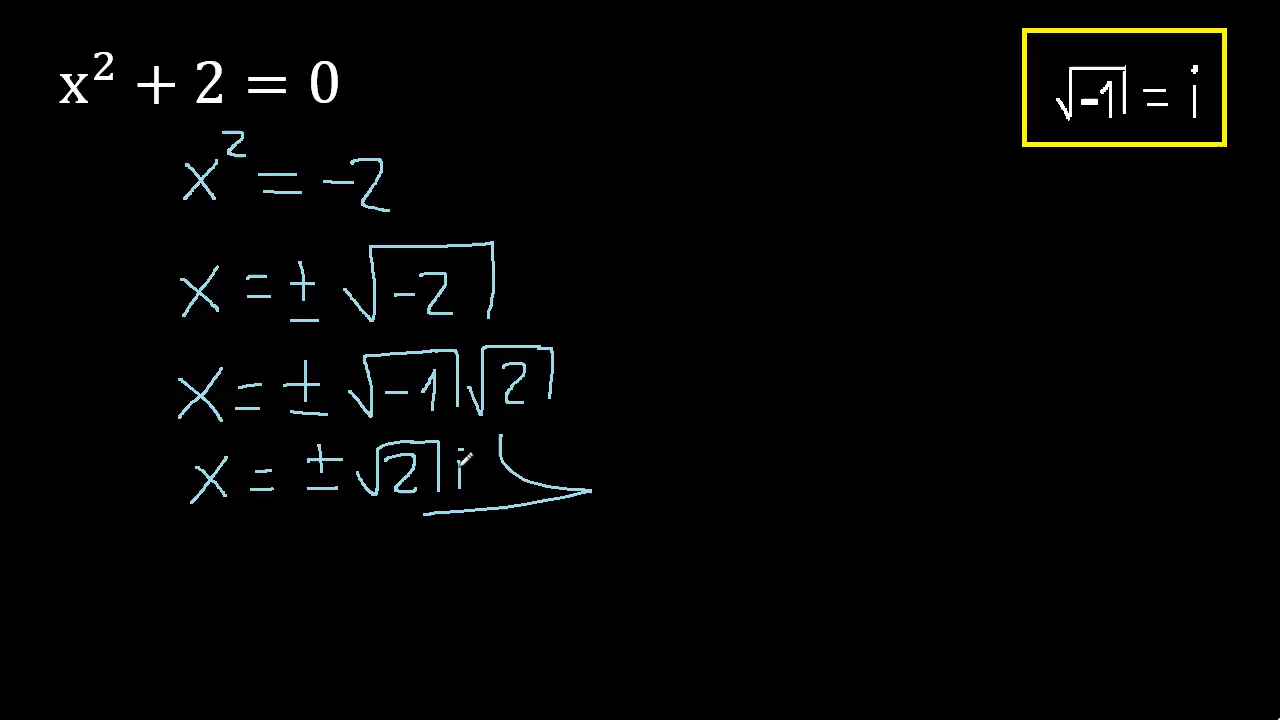 x² + 2 = 0
√-1 = i
x² = -2
x = ± √-2
x = ± √-1 √2
x = ± √2 i